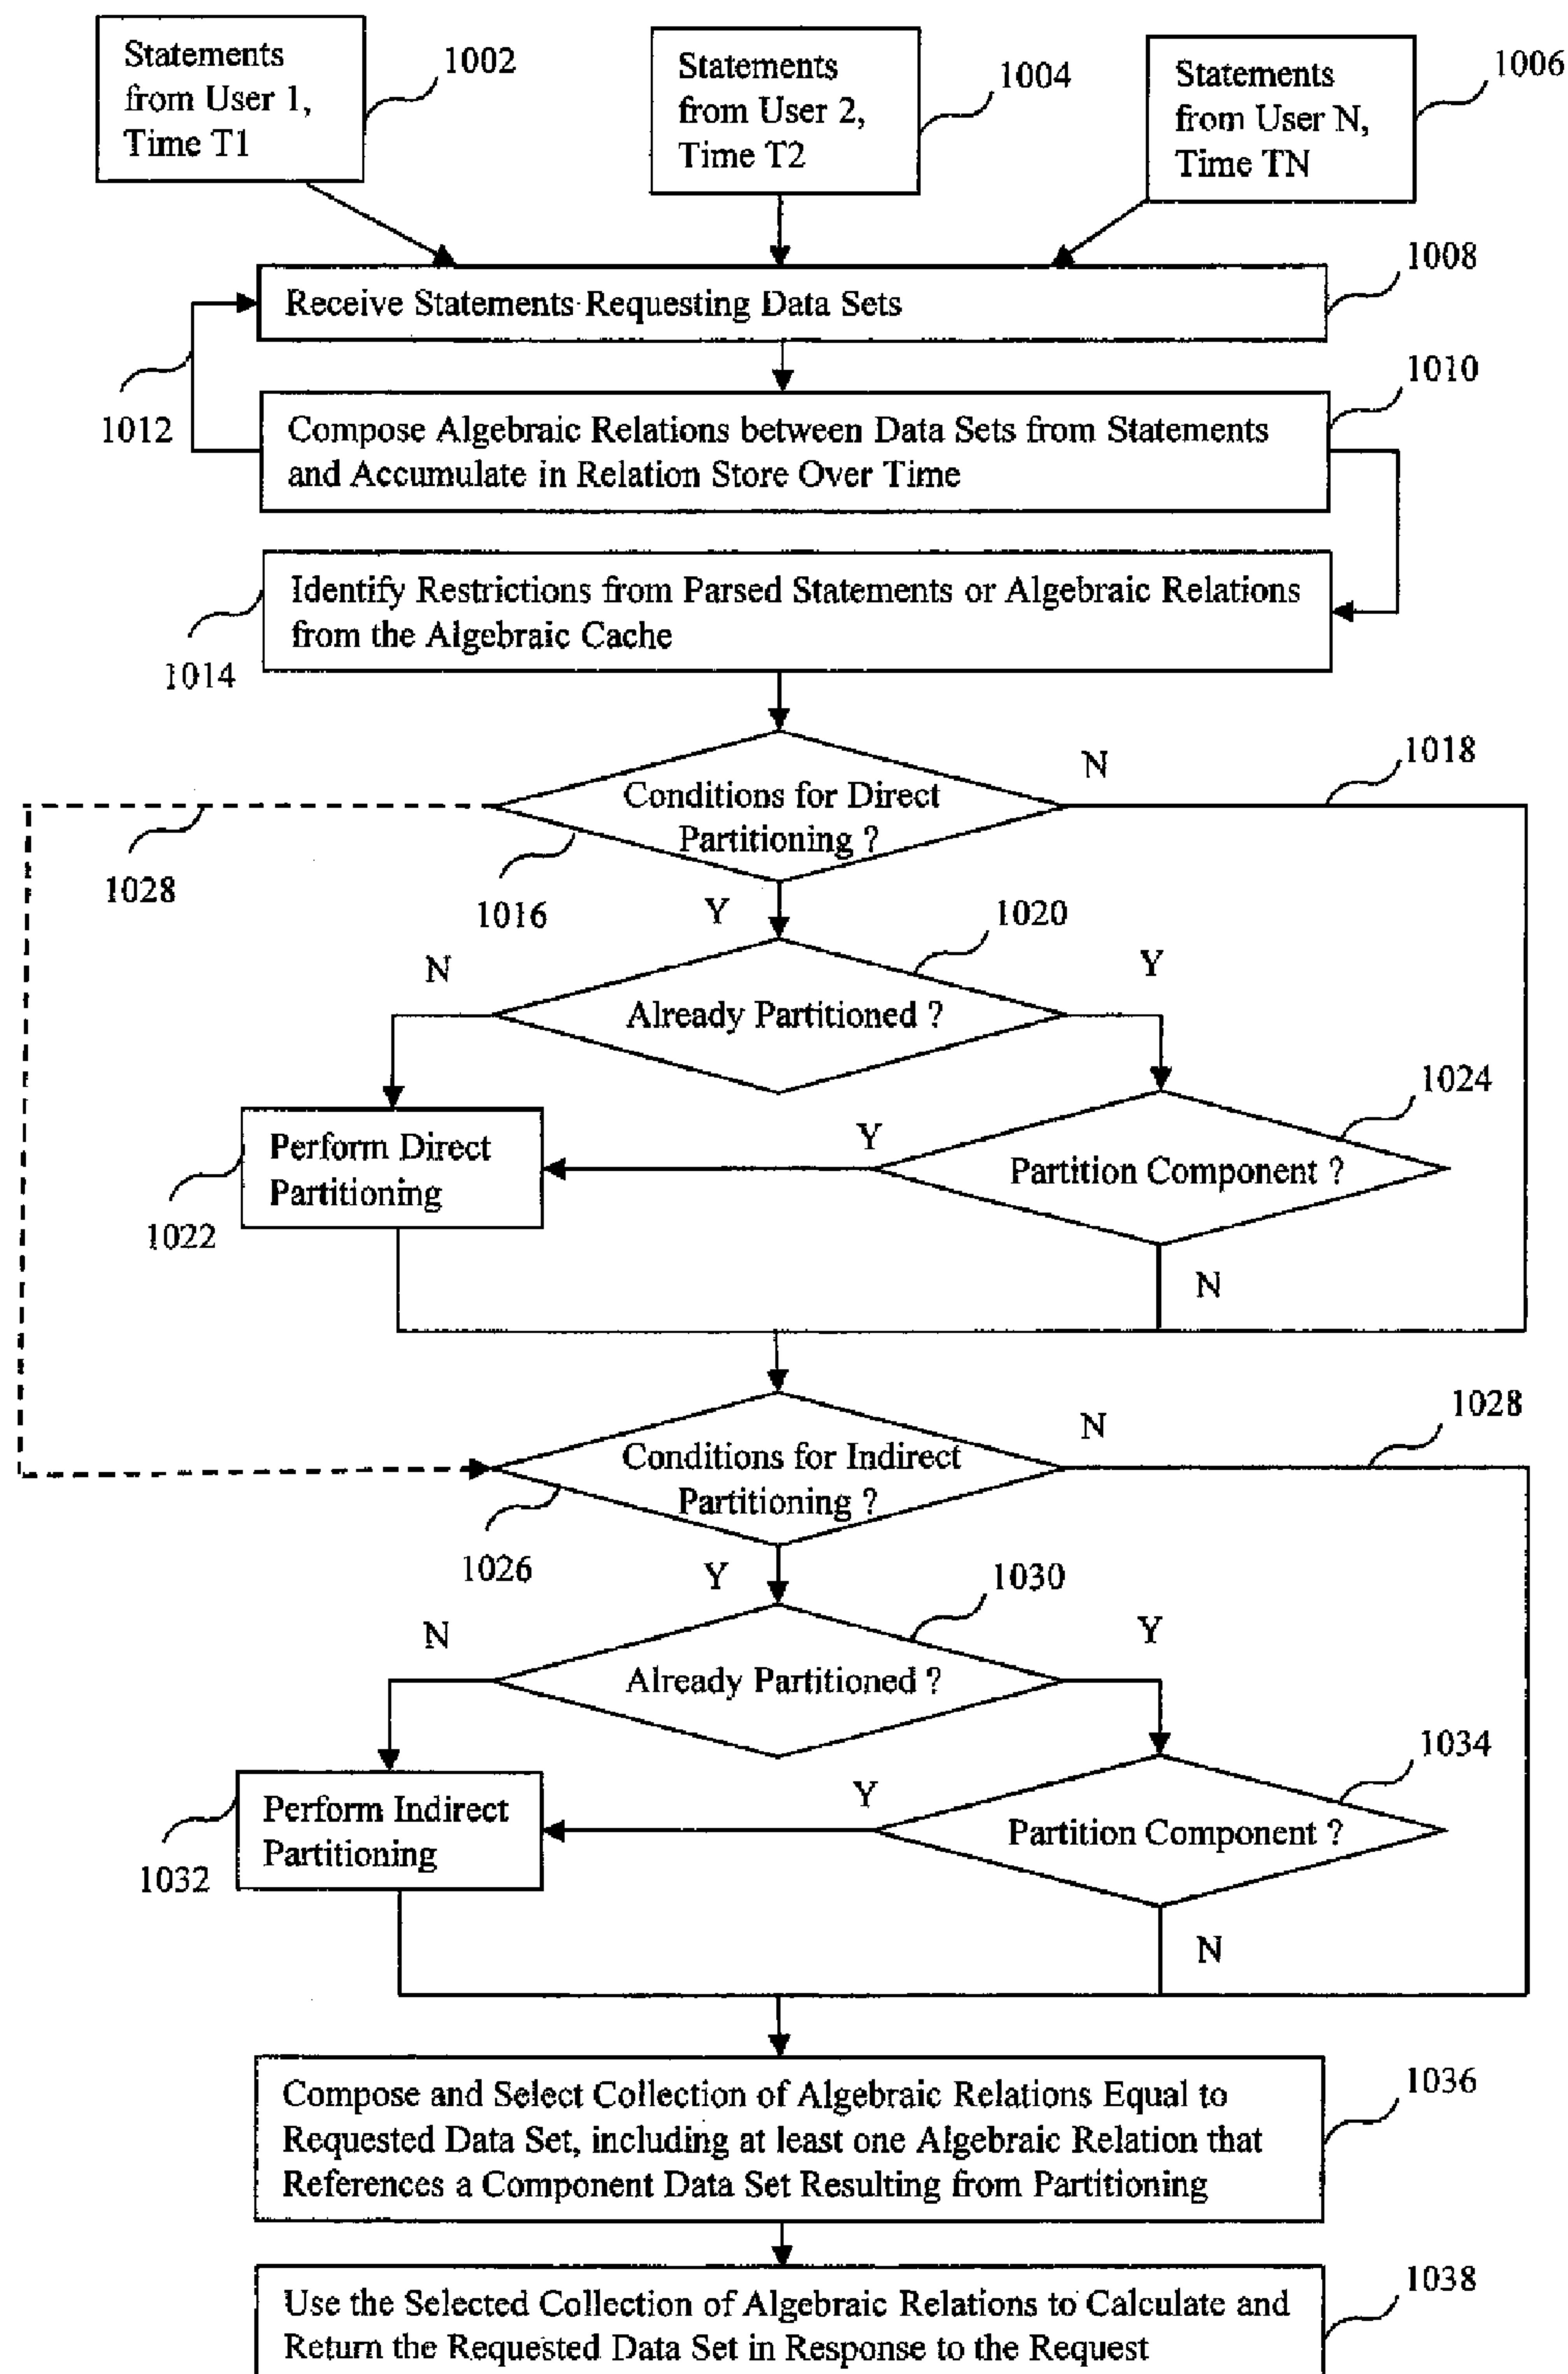 Statements
from User 1,
Time T1
1002
Statements
from User 2,
Time T2
1004
Statements
from User N,
Time TN
1006
Receive Statements Requesting Data Sets
1008
1012
Compose Algebraic Relations between Data Sets from Statements
and Accumulate in Relation Store Over Time
1010
Identify Restrictions from Parsed Statements or Algebraic Relations
from the Algebraic Cache
1014
Conditions for Direct
Partitioning ?
N
1018
1028
1016
Y
1020
N
Y
Already Partitioned ?
1024
Perform Direct
Partitioning
Y
Partition Component ?
1022
N
Conditions for Indirect
Partitioning ?
N
1028
1026
Y
1030
N
Y
Already Partitioned ?
1034
Perform Indirect
Partitioning
Y
Partition Component ?
1032
N
Compose and Select Collection of Algebraic Relations Equal to
Requested Data Set, including at least one Algebraic Relation that
References a Component Data Set Resulting from Partitioning
1036
Use the Selected Collection of Algebraic Relations to Calculate and
Return the Requested Data Set in Response to the Request
1038